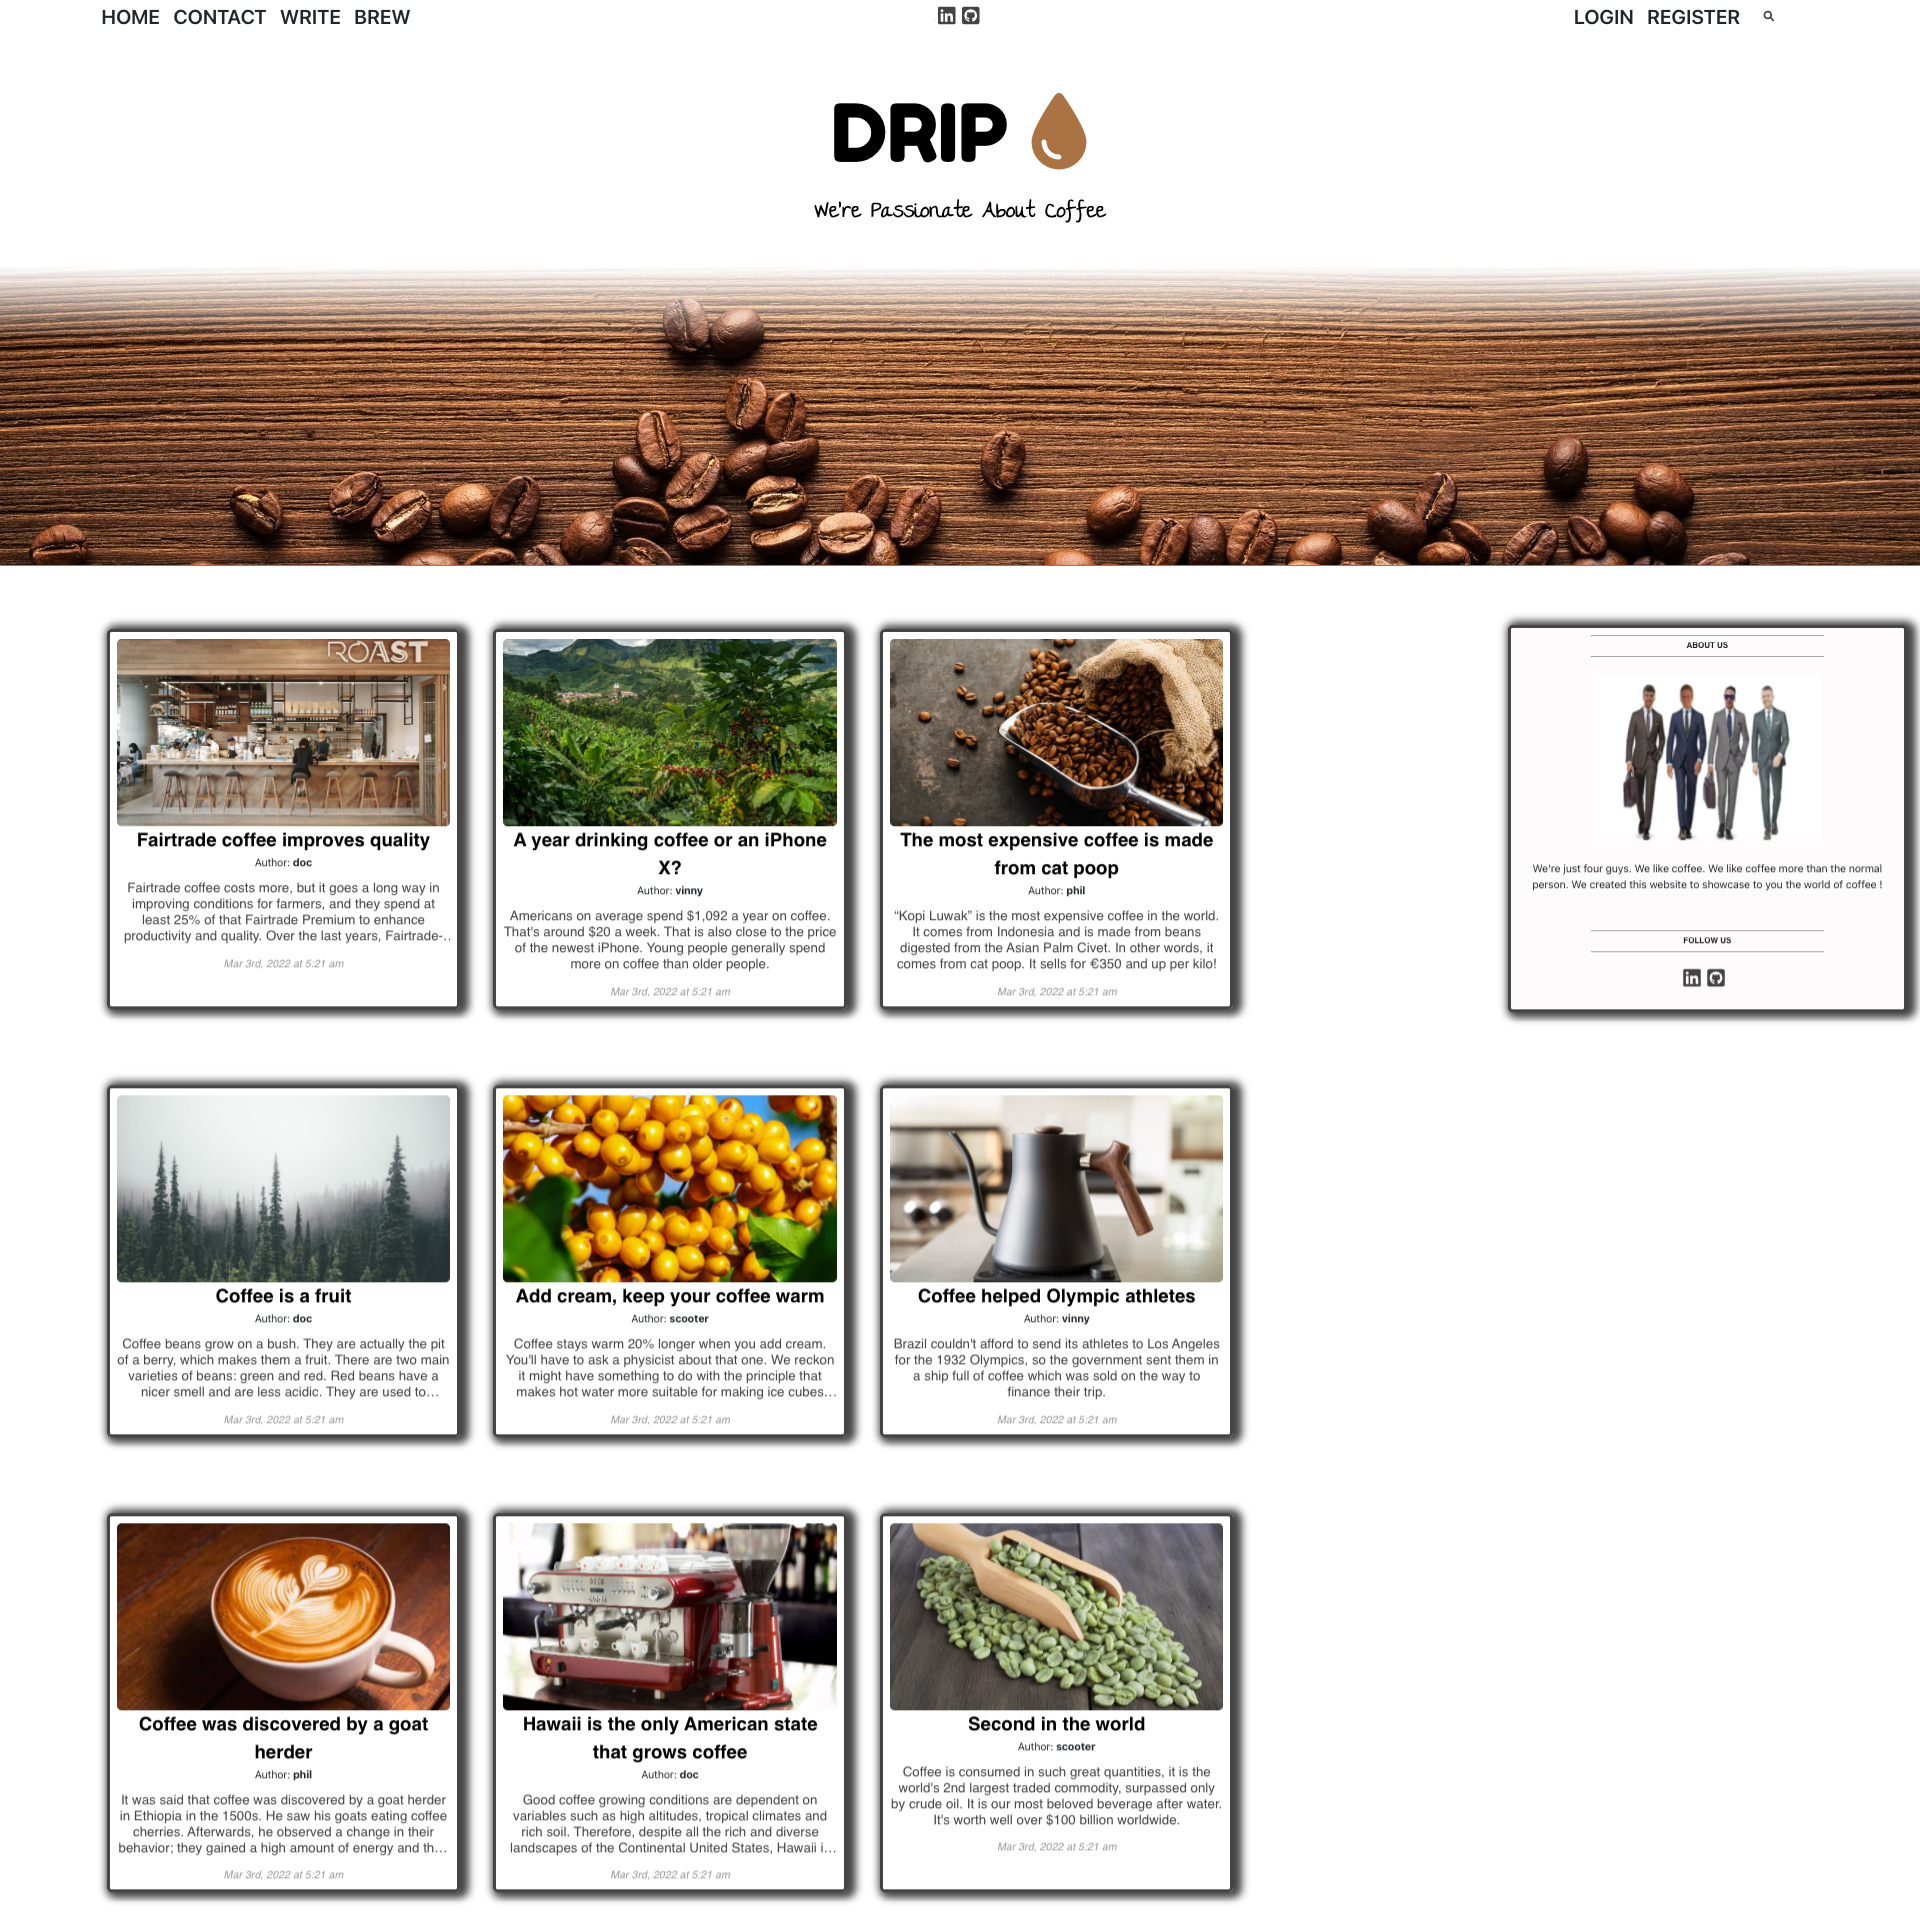 HOME CONTACT WRITE BREW
LOGIN REGISTER
DRIP
We're Passionate About Coffee
ROAST
Fairtrade coffee improves quality
Author: doc
Fairtrade coffee costs more, but it goes a long way in
improving conditions for farmers, and they spend at
least 25% of that Fairtrade Premium to enhance
productivity and quality. Over the last years, Fairtrade-..
Mar 3rd, 2022 at 5:21 am
A year drinking coffee or an iPhone
X?
Author: vinny
Americans on average spend $1,092 a year on coffee.
That's around $20 a week. That is also close to the price
of the newest iPhone. Young people generally spend
more on coffee than older people.
Mar 3rd, 2022 at 5:21 am
The most expensive coffee is made
from cat poop
Author: phil
“Kopi Luwak” is the most expensive coffee in the world.
It comes from Indonesia and is made from beans
digested from the Asian Palm Civet. In other words, it
comes from cat poop. It sells for €350 and up per kilo!
Mar 3rd, 2022 at 5:21 am
ABOUT US
We're just four guys. We like coffee. We like coffee more than the normal
person. We created this website to showcase to you the world of coffee !
FOLLOW US
Coffee is a fruit
Author: doc
Coffee beans grow on a bush. They are actually the pit
of a berry, which makes them a fruit. There are two main
varieties of beans: green and red. Red beans have a
nicer smell and are less acidic. They are used to…
Mar 3rd, 2022 at 5:21 am
Add cream, keep your coffee warm
Author: scooter
Coffee stays warm 20% longer when you add cream.
You'll have to ask a physicist about that one. We reckon
it might have something to do with the principle that
makes hot water more suitable for making ice cubes…
Mar 3rd, 2022 at 5:21 am
Coffee helped Olympic athletes
Author: vinny
Brazil couldn't afford to send its athletes to Los Angeles
for the 1932 Olympics, so the government sent them in
a ship full of coffee which was sold on the way to
finance their trip.
Mar 3rd, 2022 at 5:21 am
Coffee was discovered by a goat
herder
Author: phil
It was said that coffee was discovered by a goat herder
in Ethiopia in the 1500s. He saw his goats eating coffee
cherries. Afterwards, he observed a change in their
behavior; they gained a high amount of energy and th…
Mar 3rd, 2022 at 5:21 am
Hawaii is the only American state
that grows coffee
Author: doc
Good coffee growing conditions are dependent on
variables such as high altitudes, tropical climates and
rich soil. Therefore, despite all the rich and diverse
landscapes of the Continental United States, Hawaii i…
Mar 3rd, 2022 at 5:21 am
Second in the world
Author: scooter
Coffee is consumed in such great quantities, it is the
world's 2nd largest traded commodity, surpassed only
by crude oil. It is our most beloved beverage after water.
It's worth well over $100 billion worldwide.
Mar 3rd, 2022 at 5:21 am